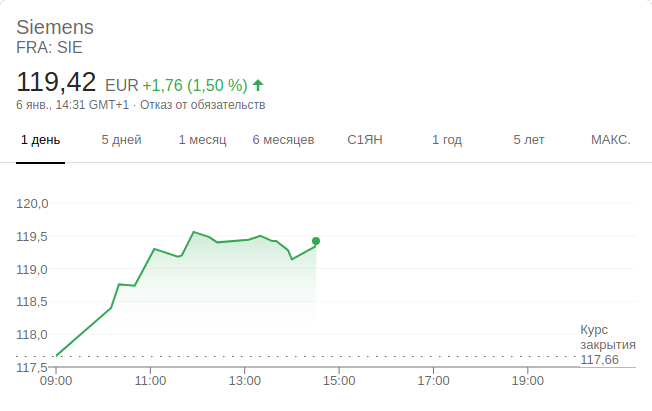 Siemens
FRA: SIE
119,42 EUR +1,76 (1,50 %)
6 янв., 14:31 GMT+1 · Отказ от обязательств
1 день 5 дней 1 месяц 6 месяцев С1ЯН 1 год 5 лет МАКС.
120,0
119,5
119,0
118,5
118,0
117,5
Курс
закрытия
117,66
09:00 11:00 13:00 15:00 17:00 19:00